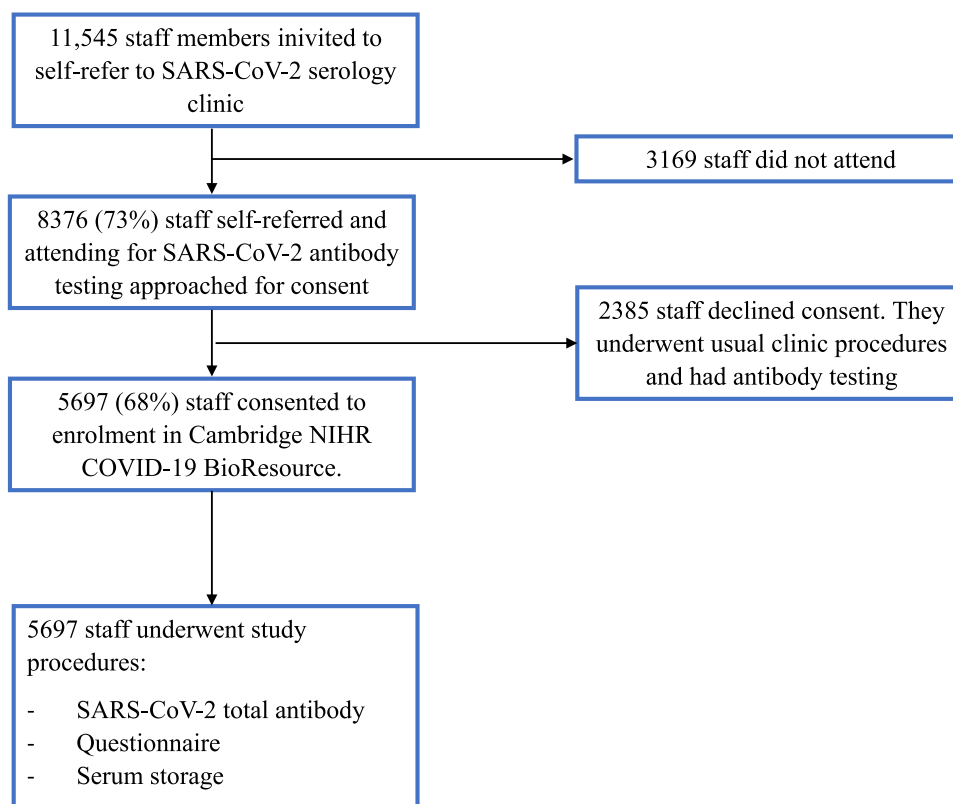 11,545 staff members inivited to
self-refer to SARS-CoV-2 serology
clinic
3169 staff did not attend
8376 (73%) staff self-referred and
attending for SARS-CoV-2 antibody
testing approached for consent
2385 staff declined consent. They
underwent usual clinic procedures
and had antibody testing
5697 (68%) staff consented to
enrolment in Cambridge NIHR
COVID-19 BioResource.
5697 staff underwent study
procedures:
- SARS-CoV-2 total antibody
- Questionnaire
- Serum storage